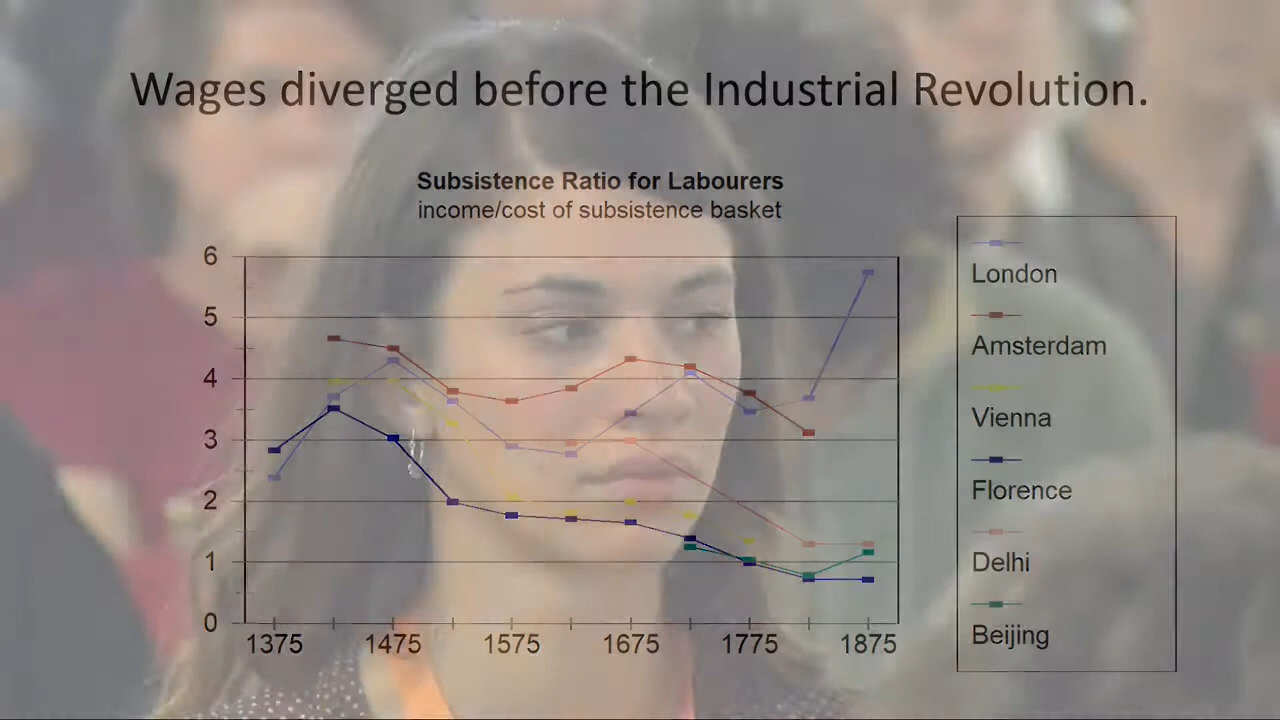 Wages diverged before the Industrial Revolution.
Subsistence Ratio for Labourers
income/cost of subsistence basket
6
5
4
3
2
1
0
1375 1475 1575 1675 1775 1875
London
Amsterdam
Vienna
Florence
Delhi
Beijing